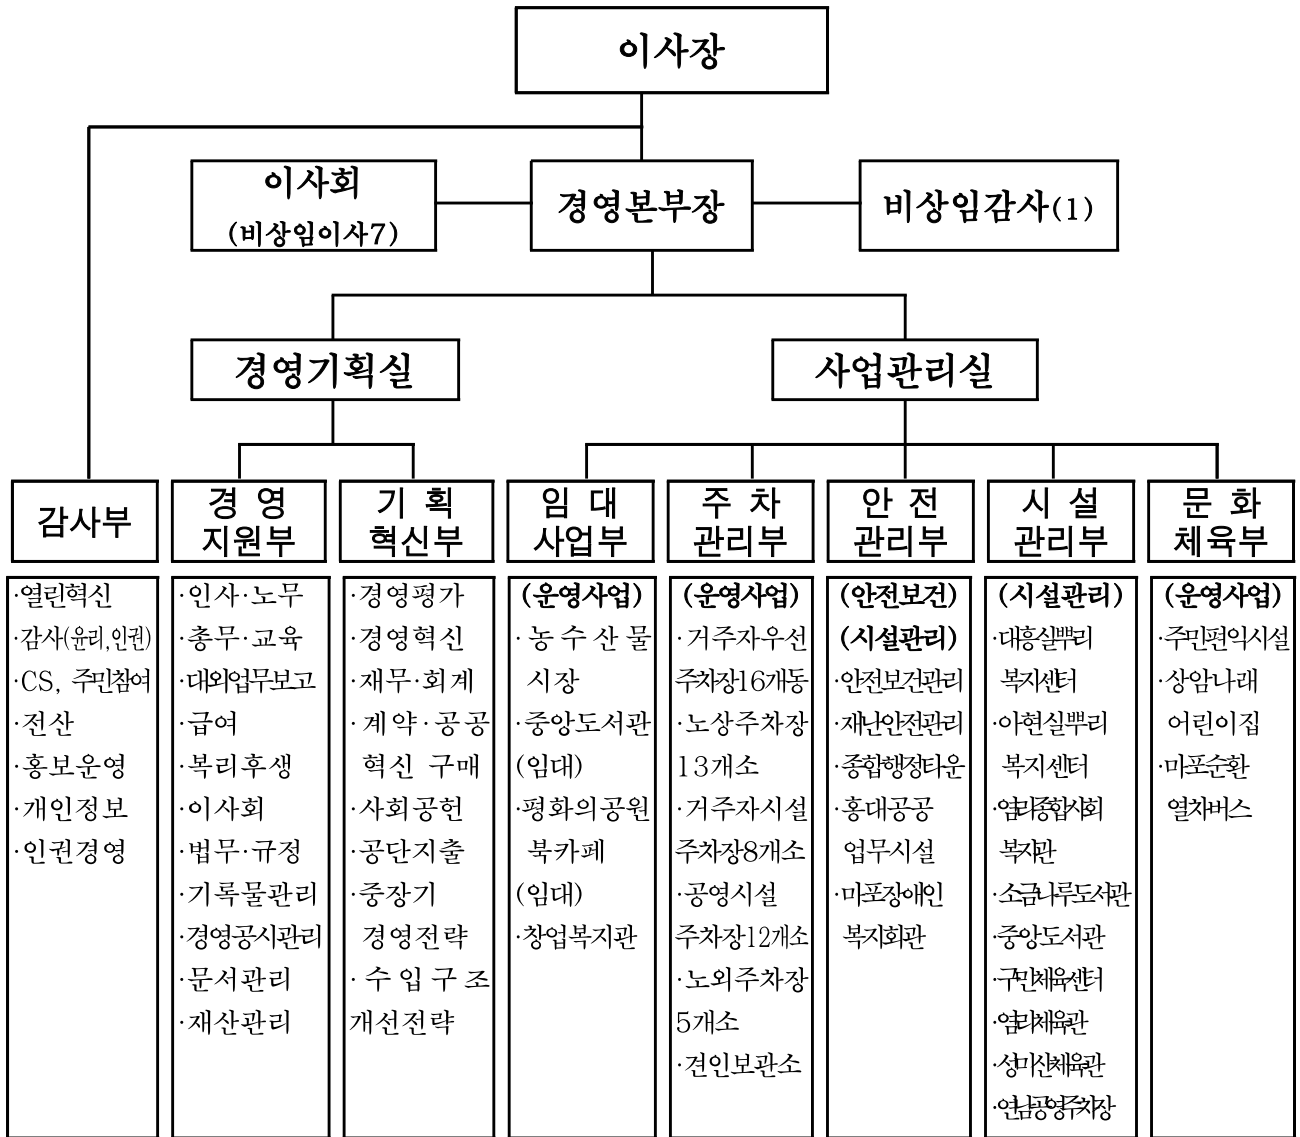 이사장
이사회
(비상임이사7)
경영본부장
비상임감사(1)
경영기획실
사업관리실
감사부
·열린혁신
·감사(윤리,인권)
·CS, 주민참여
·전산
·홍보운영
·개인정보
·인권경영
경 영
지원부
·인사·노무
·총무·교육
·대외업무보고
·급여
·복리후생
·이사회
·법무·규정
·기록물관리
·경영공시관리
·문서관리
·재산관리
기 획
혁신부
·경영평가
·경영혁신
·재무·회계
·계약·공공
혁신 구매
·사회공헌
·공단지출
·중장기
경영전략
·수입구조
개선전략
임 대
사업부
(운영사업)
·농수산물
시장
·중앙도서관
(임대)
·평화의공원
북카페
(임대)
·창업복지관
주 차
관리부
(운영사업)
·거주자우선
주차장16개동
·노상주차장
13개소
·거주자시설
주차장8개소
·공영시설
주차장12개소
·노외주차장
5개소
·견인보관소
안 전
관리부
(안전보건)
(시설관리)
·안전보건관리
·재난안전관리
·종합행정타운
·홍대공공
업무시설
·마포장애인
복지회관
시 설
관리부
(시설관리)
·대흥실뿌리
복지센터
·아현실뿌리
복지센터
·염리종합사회
복지관
·소금나루도서관
·중앙도서관
·구민체육센터
·염리체육관
·성미산체육관
·연남공영주차장
문 화
체육부
(운영사업)
·주민편익시설
·상암나래
어린이집
·마포순환
열차버스